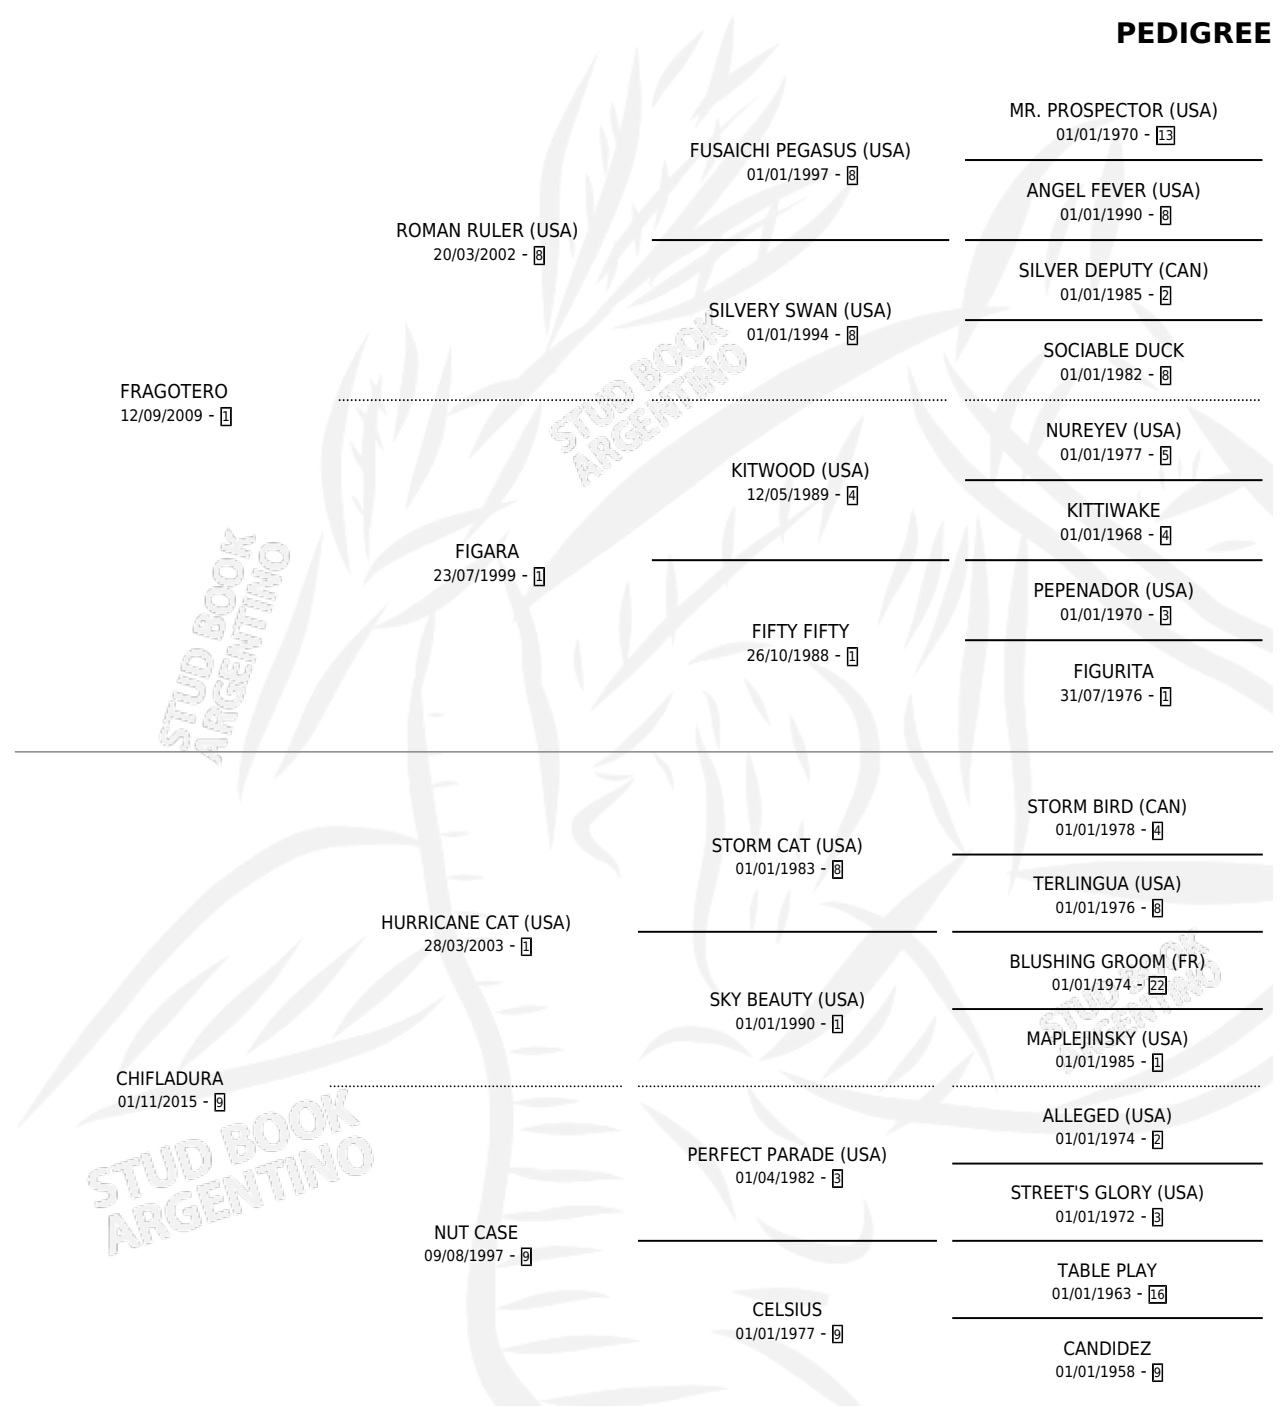 PEDIGREE
MR. PROSPECTOR (USA)
01/01/1970 - 13
FUSAICHI PEGASUS (USA)
01/01/1997 - 8
ANGEL FEVER (USA)
01/01/1990 - 8
ROMAN RULER (USA)
20/03/2002 - 8
SILVER DEPUTY (CAN)
01/01/1985 - 2
SILVERY SWAN (USA)
01/01/1994 - 8
SOCIABLE DUCK
01/01/1982 - 8
FRAGOTERO
12/09/2009 - 1
NUREYEV (USA)
01/01/1977 - 5
KITWOOD (USA)
12/05/1989 - 4
KITTIWAKE
01/01/1968 - 4
FIGARA
23/07/1999 - 1
PEPENADOR (USA)
01/01/1970 - 3
FIFTY FIFTY
26/10/1988 - 1
FIGURITA
31/07/1976 - 1
STORM BIRD (CAN)
01/01/1978 - 4
STORM CAT (USA)
01/01/1983 - 8
TERLINGUA (USA)
01/01/1976 - 8
HURRICANE CAT (USA)
28/03/2003 - 1
BLUSHING GROOM (FR)
01/01/1974 - 22
SKY BEAUTY (USA)
01/01/1990 - 1
MAPLEJINSKY (USA)
01/01/1985 - 1
CHIFLADURA
01/11/2015 - 9
ALLEGED (USA)
01/01/1974 - 2
PERFECT PARADE (USA)
01/04/1982 - 3
STREET'S GLORY (USA)
01/01/1972 - 3
NUT CASE
09/08/1997 - 9
TABLE PLAY
01/01/1963 - 16
CELSIUS
01/01/1977 - 9
CANDIDEZ
01/01/1958 - 9
STUD BOOK
ARGENTINO
STUD BOOK
ARGENTINO
STUD BOOK
ARGENTINO
STUD BOOK
ARGENTINO